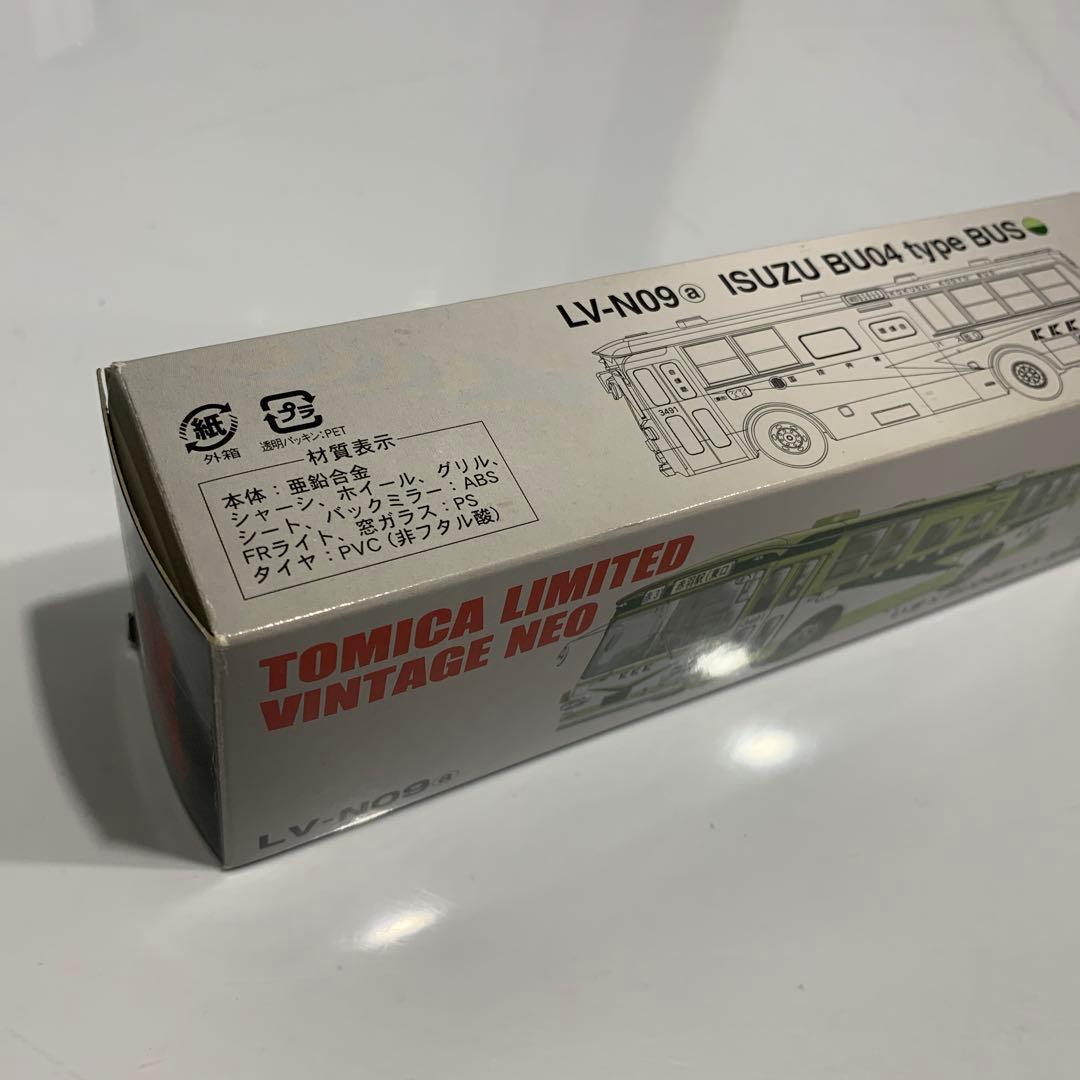 LV-N09ⓐ ISUZU BU04 type BUS
3491
KKK
紙
外箱
プラ
透明パッキン:PET
材質表示
本体:亜鉛合金
シャーシ、ホイール、グリル、
シート、バックミラー:ABS
FRライト、窓ガラス:PS
タイヤ:PVC(非フタル酸)
TOMICA LIMITED
VINTAGE NEO
KKK
LV-N09ⓐ